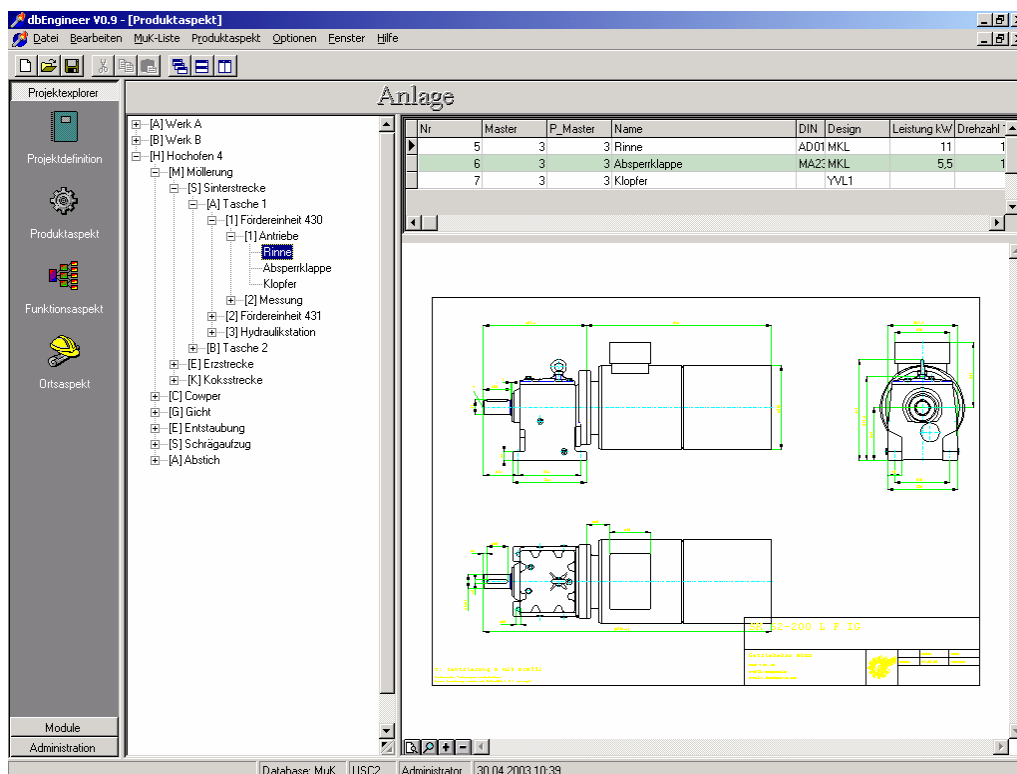 dbEngineer V0.9 - [Produktaspekt]
Datei Bearbeiten MuK-Liste Produktaspekt Optionen Fenster Hilfe
Projektexplorer
Projektdefinition
Produktaspekt
Funktionsaspekt
Ortsaspekt
Module
Administration
Anlage
[A] Werk A
[B] Werk B
[H] Hochofen 4
[M] Möllerung
[S] Sinterstrecke
[A] Tasche 1
[1] Fördereinheit 430
[1] Antriebe
Rinne
Absperrklappe
Klopfer
[2] Messung
[2] Fördereinheit 431
[3] Hydraulikstation
[B] Tasche 2
[E] Erzstrecke
[K] Koksstrecke
[C] Cowper
[G] Gicht
[E] Entstaubung
[S] Schrägaufzug
[A] Abstich
Nr Master P_Master Name DIN Design Leistung kW Drehzahl
5 3 3 Rinne AD01 MKL 11 1
6 3 3 Absperrklappe MA23 MKL 5,5 1
7 3 3 Klopfer YVL1
Database: MuK USC2 Administrator 30.04.2003 10:39